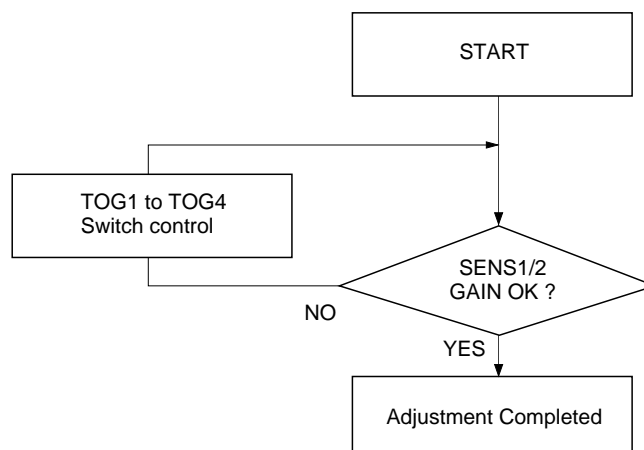 START
TOG1 to TOG4
Switch control
SENS1/2
GAIN OK ?
NO
YES
Adjustment Completed